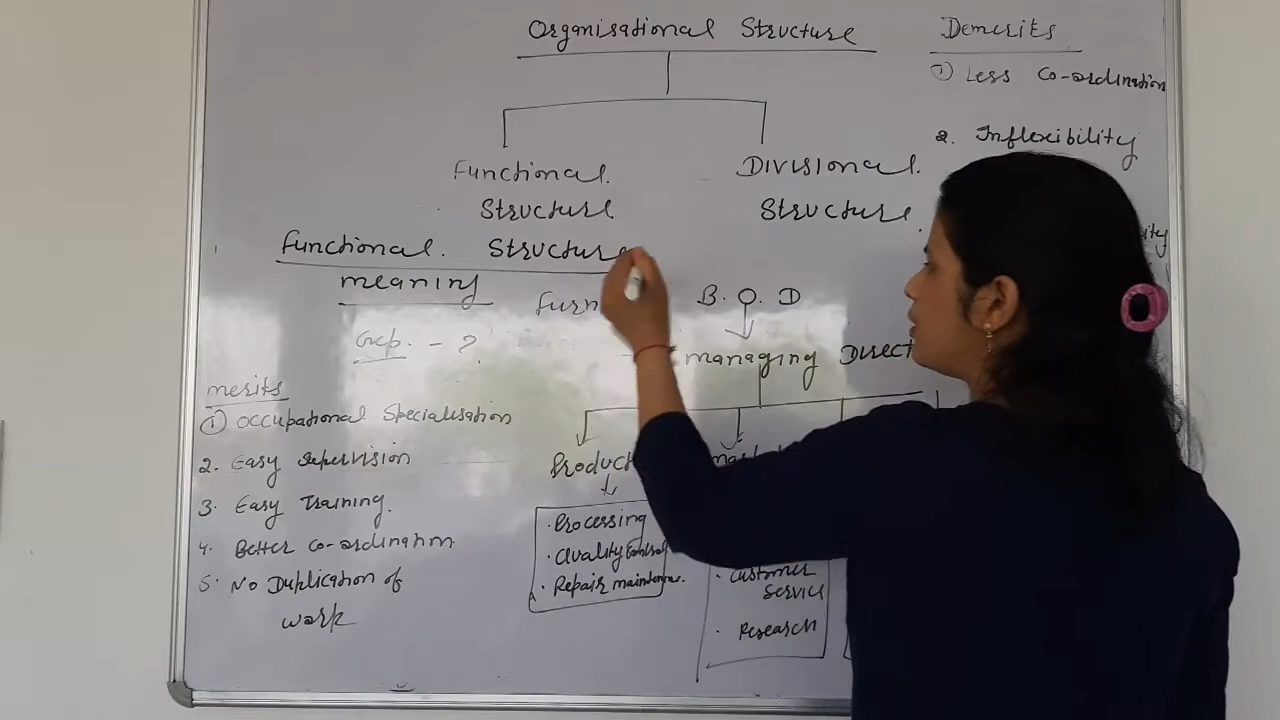 Organisational Structure
Functional.
Structure
Divisional.
Structure.
Functional. Structure
meaning
Gep. - ?
merits
① Occupational Specialisation
2. Easy Supervision
3. Easy Training.
4. Better co-ordination
5. No Duplication of
work
B. O. D
managing Direct
Product
· Processing
· Quality Control
· Repair maintenance.
· Customer
Service
· Research
Demerits
① Less Co-ordination
2. Inflexibility